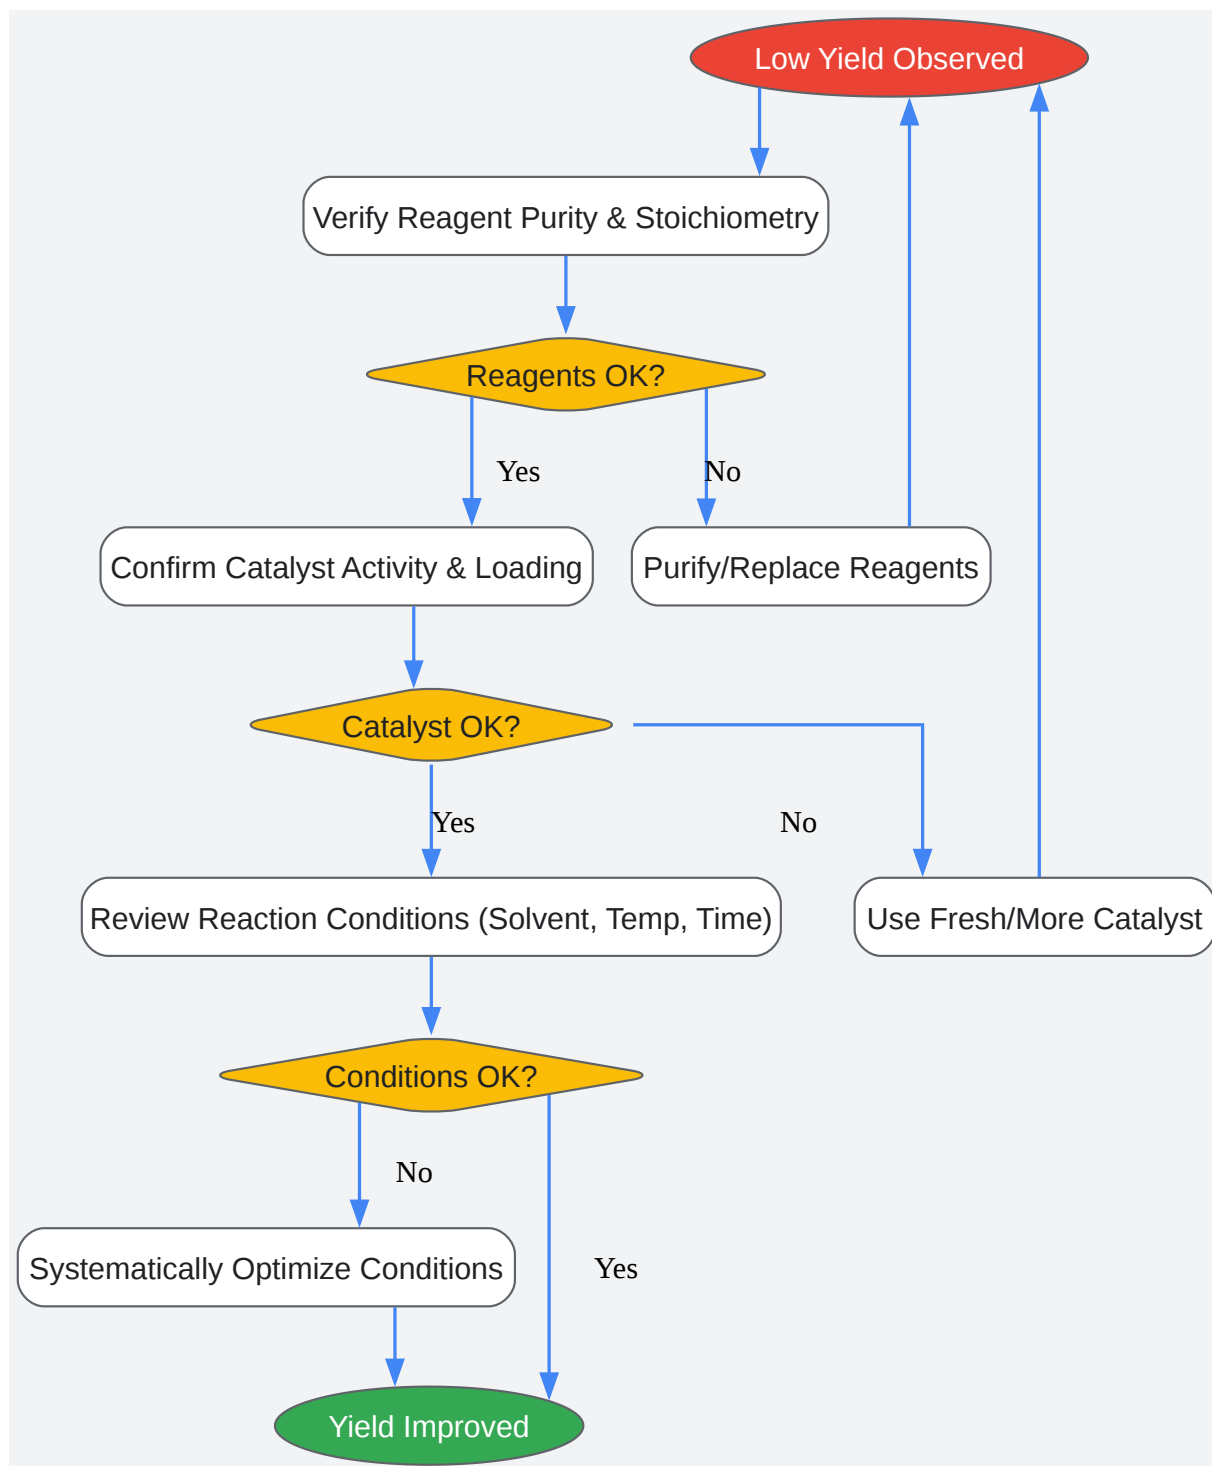 Low Yield Observed
Verify Reagent Purity & Stoichiometry
Reagents OK?
Yes
No
Confirm Catalyst Activity & Loading
Purify/Replace Reagents
Catalyst OK?
Yes
No
Review Reaction Conditions (Solvent, Temp, Time)
Use Fresh/More Catalyst
Conditions OK?
No
Systematically Optimize Conditions
Yes
Yield Improved